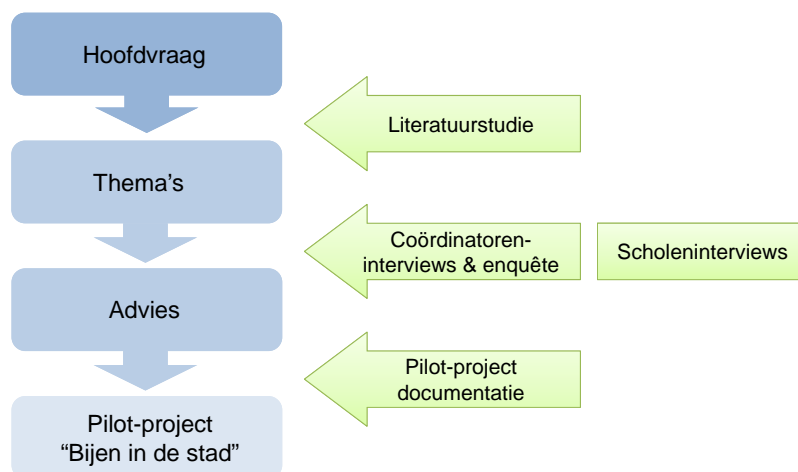 Hoofdvraag
Literatuurstudie
Thema's
Coördinatoren-
interviews & enquête
Scholeninterviews
Advies
Pilot-project
documentatie
Pilot-project
“Bijen in de stad”